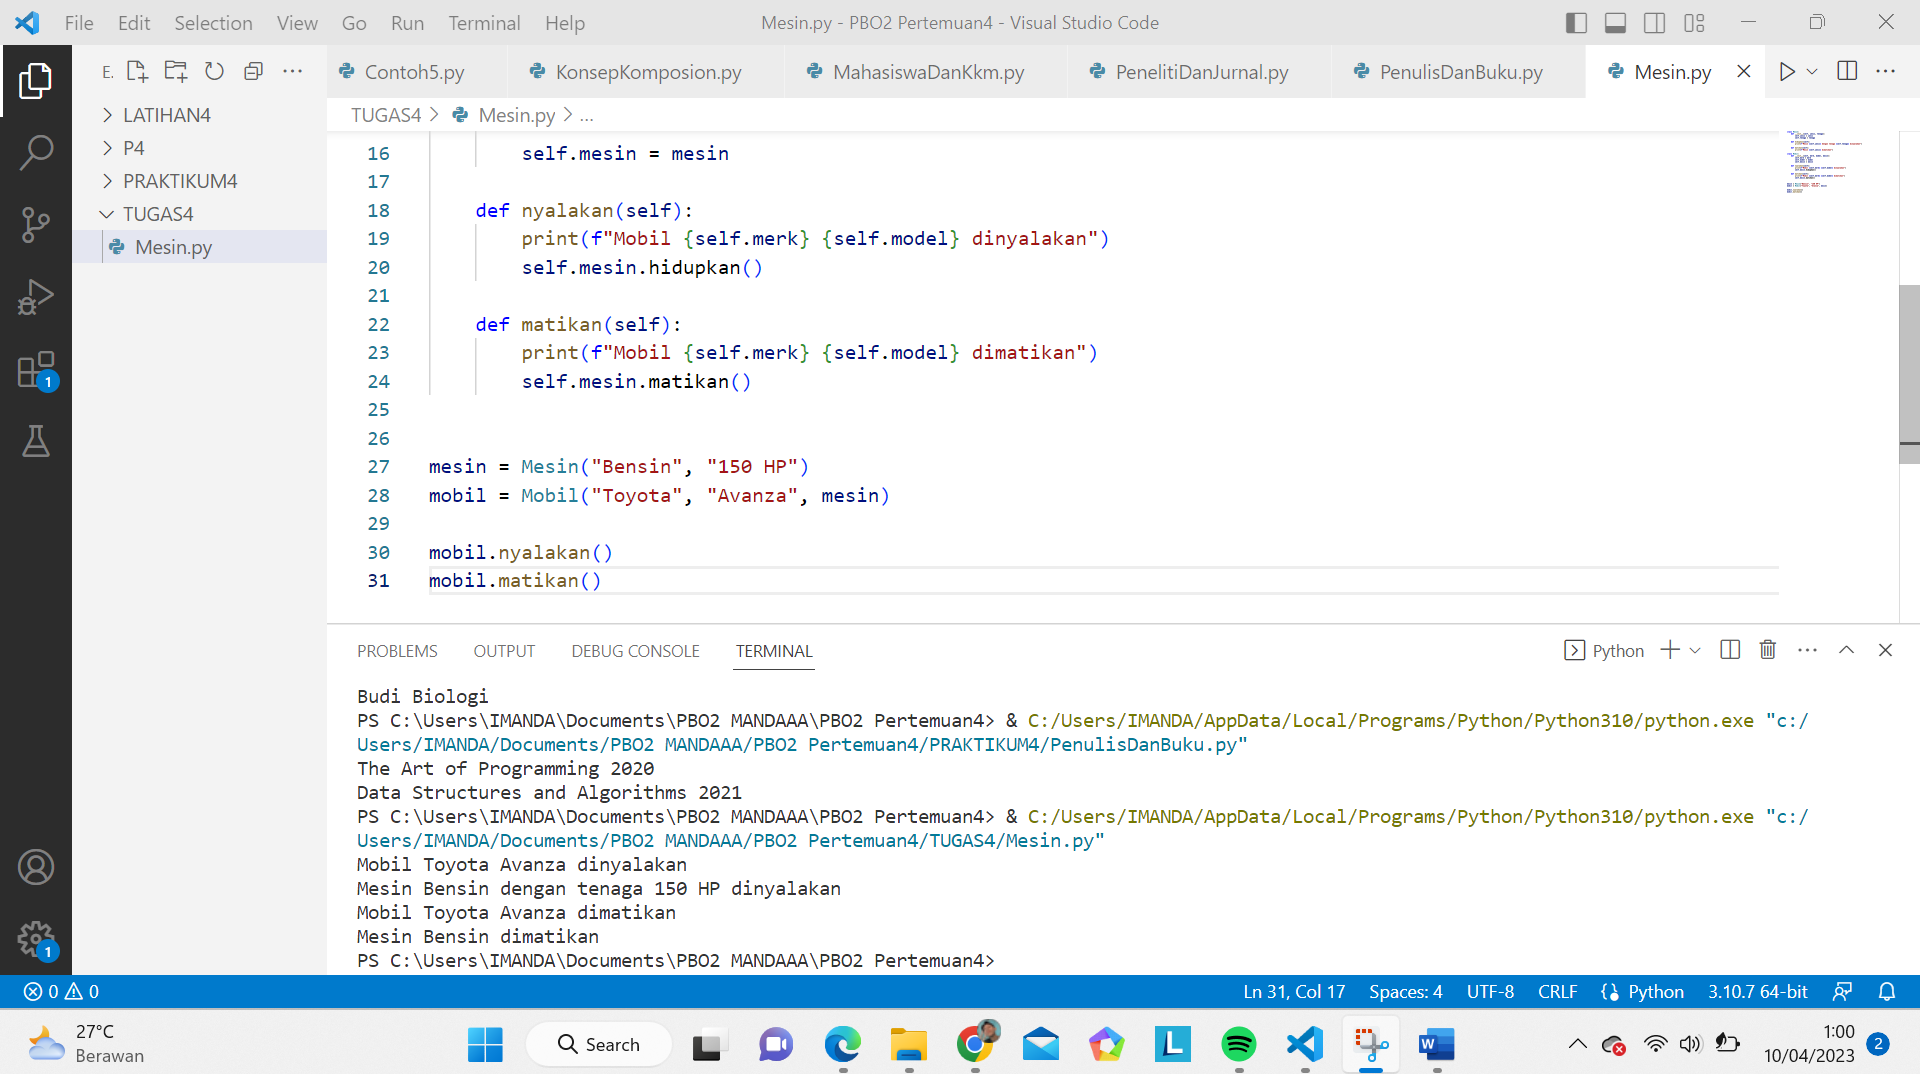 File Edit Selection View Go Run Terminal Help
Mesin.py - PBO2 Pertemuan4 - Visual Studio Code
E.
Contoh5.py
KonsepKomposion.py
MahasiswaDanKkm.py
PenelitiDanJurnal.py
PenulisDanBuku.py
Mesin.py
LATIHAN4
P4
PRAKTIKUM4
TUGAS4
Mesin.py
TUGAS4 > Mesin.py > ...
16 self.mesin = mesin
17
18 def nyalakan(self):
19 print(f"Mobil {self.merk} {self.model} dinyalakan")
20 self.mesin.hidupkan()
21
22 def matikan(self):
23 print(f"Mobil {self.merk} {self.model} dimatikan")
24 self.mesin.matikan()
25
26
27 mesin = Mesin("Bensin", "150 HP")
28 mobil = Mobil("Toyota", "Avanza", mesin)
29
30 mobil.nyalakan()
31 mobil.matikan()
PROBLEMS OUTPUT DEBUG CONSOLE TERMINAL
Python
Budi Biologi
PS C:\Users\IMANDA\Documents\PBO2 MANDAAA\PBO2 Pertemuan4> & C:/Users/IMANDA/AppData/Local/Programs/Python/Python310/python.exe "c:/
Users/IMANDA/Documents/PBO2 MANDAAA/PBO2 Pertemuan4/PRAKTIKUM4/PenulisDanBuku.py"
The Art of Programming 2020
Data Structures and Algorithms 2021
PS C:\Users\IMANDA\Documents\PBO2 MANDAAA\PBO2 Pertemuan4> & C:/Users/IMANDA/AppData/Local/Programs/Python/Python310/python.exe "c:/
Users/IMANDA/Documents/PBO2 MANDAAA/PBO2 Pertemuan4/TUGAS4/Mesin.py"
Mobil Toyota Avanza dinyalakan
Mesin Bensin dengan tenaga 150 HP dinyalakan
Mobil Toyota Avanza dimatikan
Mesin Bensin dimatikan
PS C:\Users\IMANDA\Documents\PBO2 MANDAAA\PBO2 Pertemuan4>
1
1
0 0
Ln 31, Col 17 Spaces: 4 UTF-8 CRLF Python 3.10.7 64-bit
27°C
Berawan
Search
1:00
10/04/2023
2